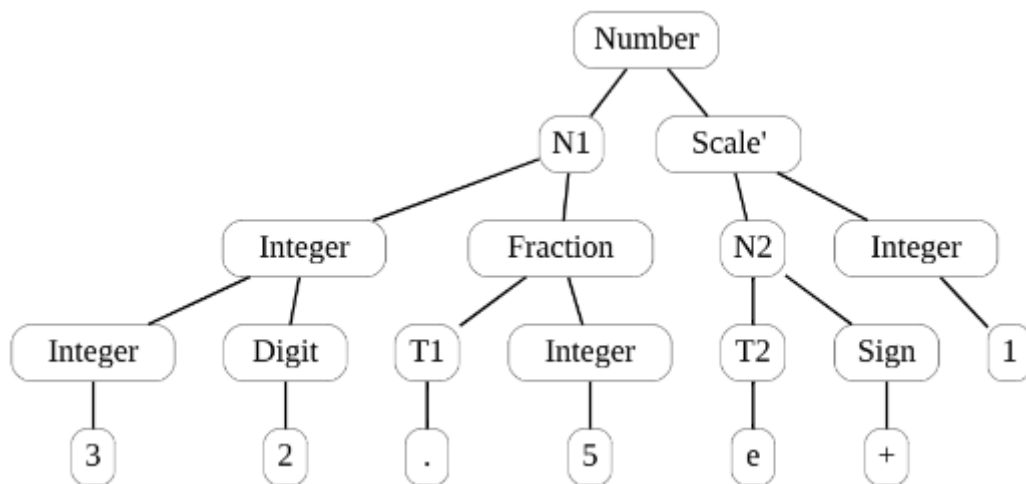 Number
N1 Scale'
Integer Fraction N2 Integer
Integer Digit T1 Integer T2 Sign 1
3 2 . 5 e +